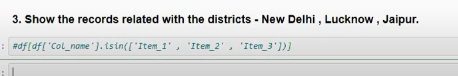 3. Show the records related with the districts - New Delhi , Lucknow , Jaipur.
: #df[df['Col_name'].isin(['Item_1' , 'Item_2' , 'Item_3'])]
: